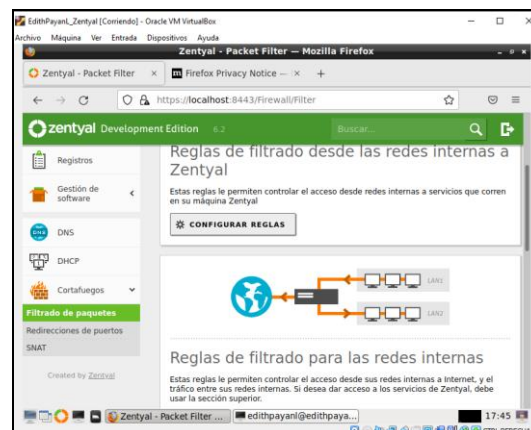 EdithPayanL_Zentyal [Corriendo] - Oracle VM VirtualBox
Archivo Máquina Ver Entrada Dispositivos Ayuda
Zentyal - Packet Filter — Mozilla Firefox
Zentyal - Packet Filter
Firefox Privacy Notice —
https://localhost:8443/Firewall/Filter
zentyal Development Edition 6.2
Buscar...
Registros
Gestión de
software
DNS
DHCP
Cortafuegos
Filtrado de paquetes
Redirecciones de puertos
SNAT
Created by Zentyal
Reglas de filtrado desde las redes internas a
Zentyal
Estas reglas le permiten controlar el acceso desde redes internas a servicios que corren
en su máquina Zentyal
CONFIGURAR REGLAS
LAN1
LAN2
Reglas de filtrado para las redes internas
Estas reglas le permiten controlar el acceso desde sus redes internas a Internet, y el
tráfico entre sus redes internas. Si desea dar acceso a los servicios de Zentyal, debe
usar la sección superior.
Zentyal - Packet Filter ...
edithpayanl@edithpaya...
17:45